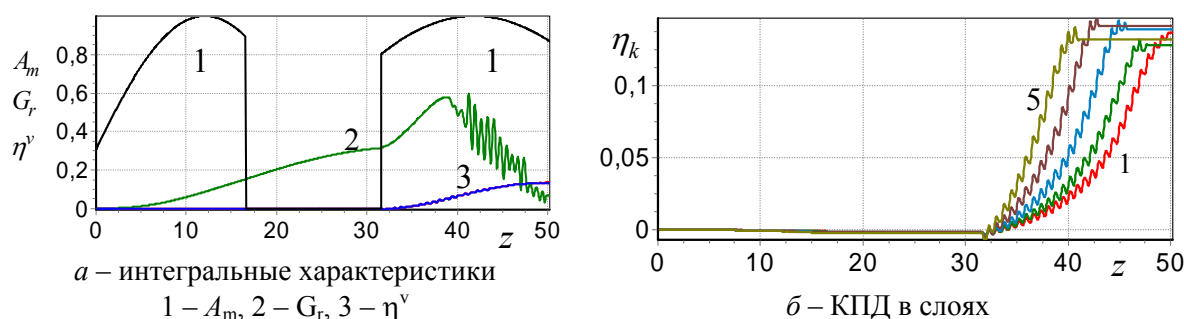 0,8
0,6
0,4
0,2
0
A_m
G_r
η^v
1
1
2
3
0 10 20 30 40 50
z
а – интегральные характеристики
1 – A_m, 2 – G_r, 3 – η^v
η_k
0,1
0,05
0
5
1
0 10 20 30 40 50
z
б – КПД в слоях